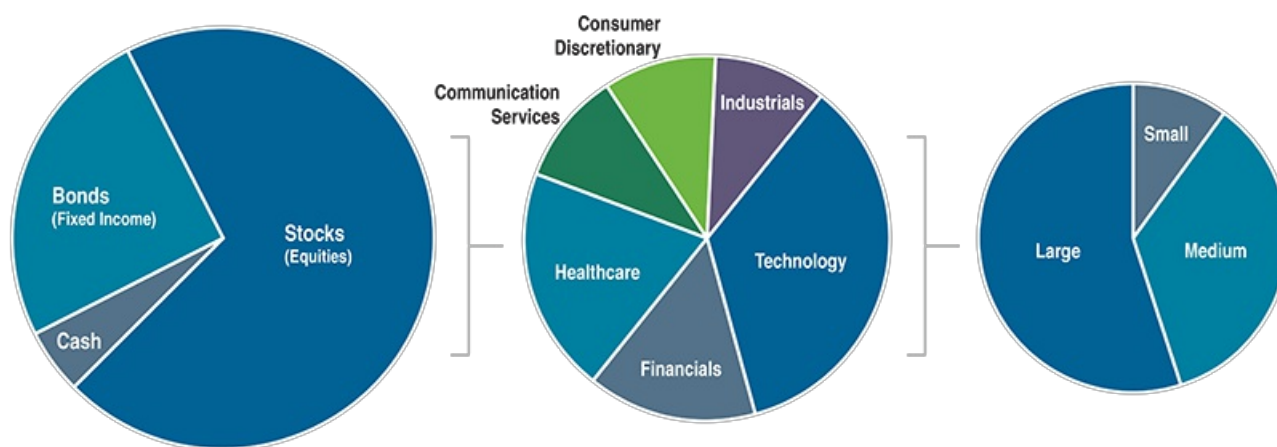 Bonds
(Fixed Income)
Stocks
(Equities)
Cash
Consumer
Discretionary
Communication
Services
Industrials
Healthcare
Technology
Financials
Small
Large
Medium